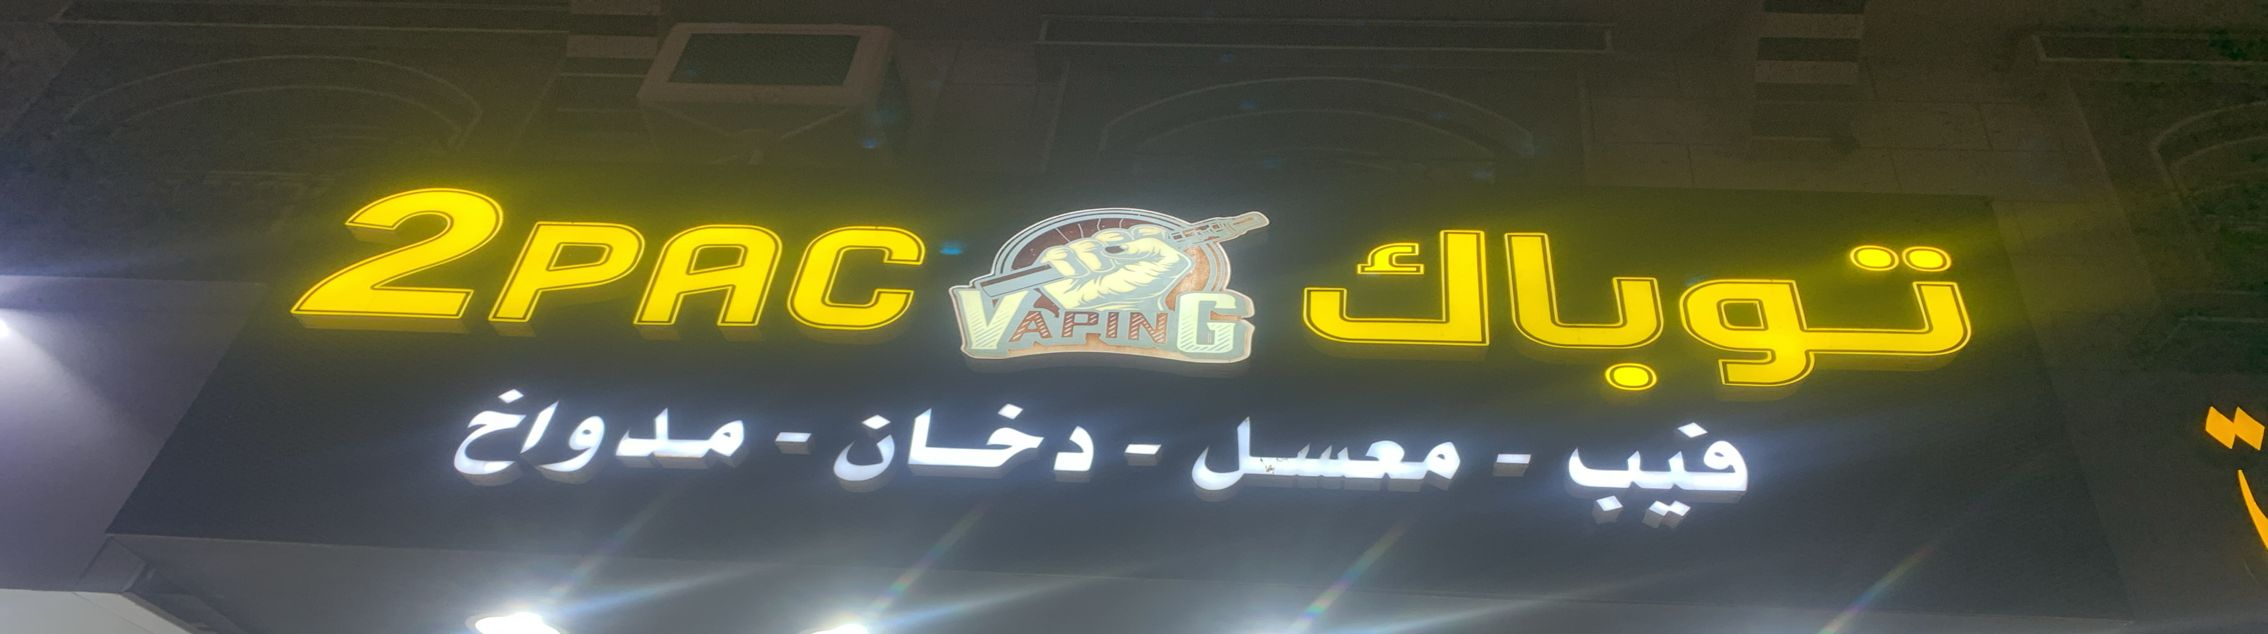 2PAC VAPING توباك
فيب - معسل - دخان - مدواخ